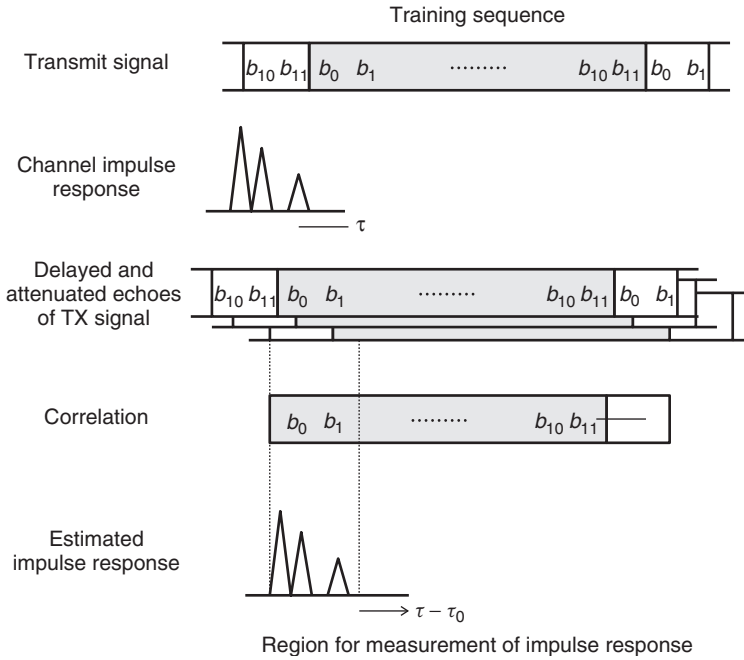 Training sequence
Transmit signal
b10 b11 b0 b1 ......... b10 b11 b0 b1
Channel impulse
response
τ
Delayed and
attenuated echoes
of TX signal
b10 b11 b0 b1 ......... b10 b11 b0 b1
Correlation
b0 b1 ......... b10 b11
Estimated
impulse response
τ − τ0
Region for measurement of impulse response